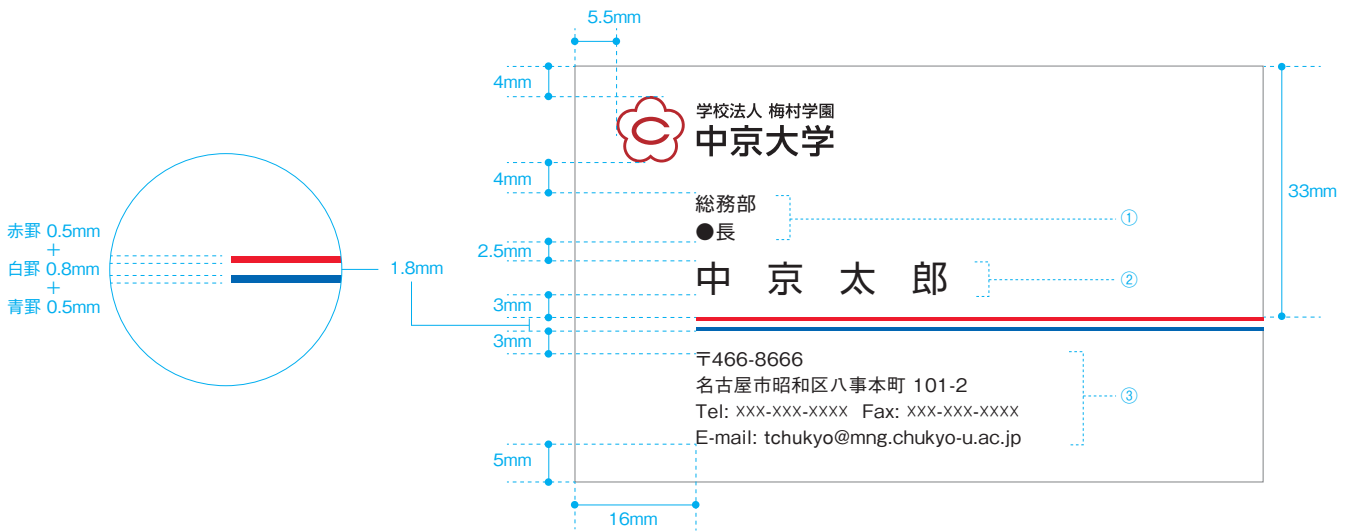 5.5mm
4mm
学校法人 梅村学園
中京大学
4mm
33mm
総務部
●長
①
2.5mm
中 京 太 郎
②
赤罫 0.5mm
+
白罫 0.8mm
+
青罫 0.5mm
1.8mm
3mm
3mm
〒466-8666
名古屋市昭和区八事本町 101-2
Tel: xxx-xxx-xxxx Fax: xxx-xxx-xxxx
E-mail: tchukyo@mng.chukyo-u.ac.jp
③
5mm
16mm